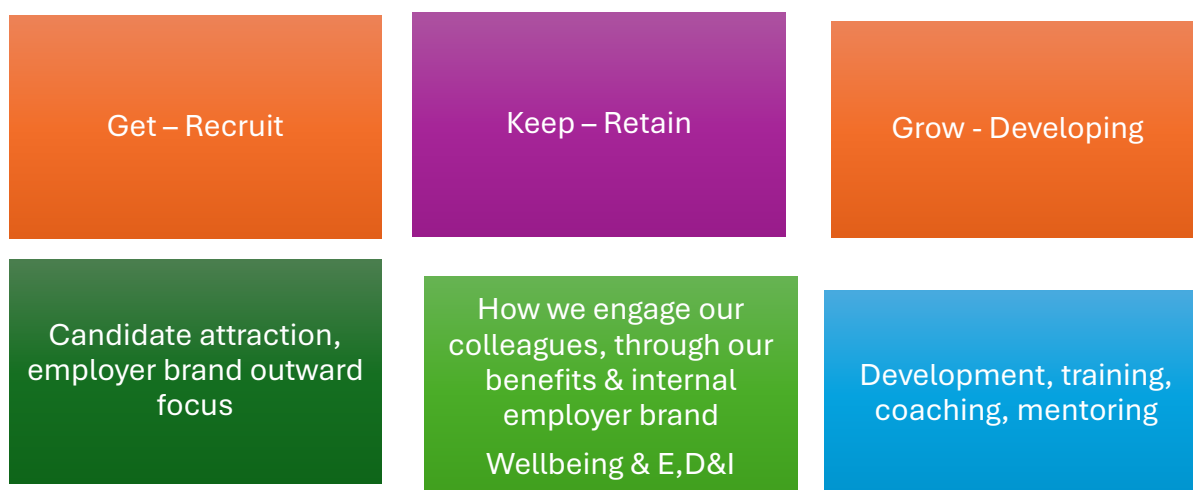 Get – Recruit
Keep – Retain
Grow - Developing
Candidate attraction,
employer brand outward
focus
How we engage our
colleagues, through our
benefits & internal
employer brand
Wellbeing & E,D&I
Development, training,
coaching, mentoring